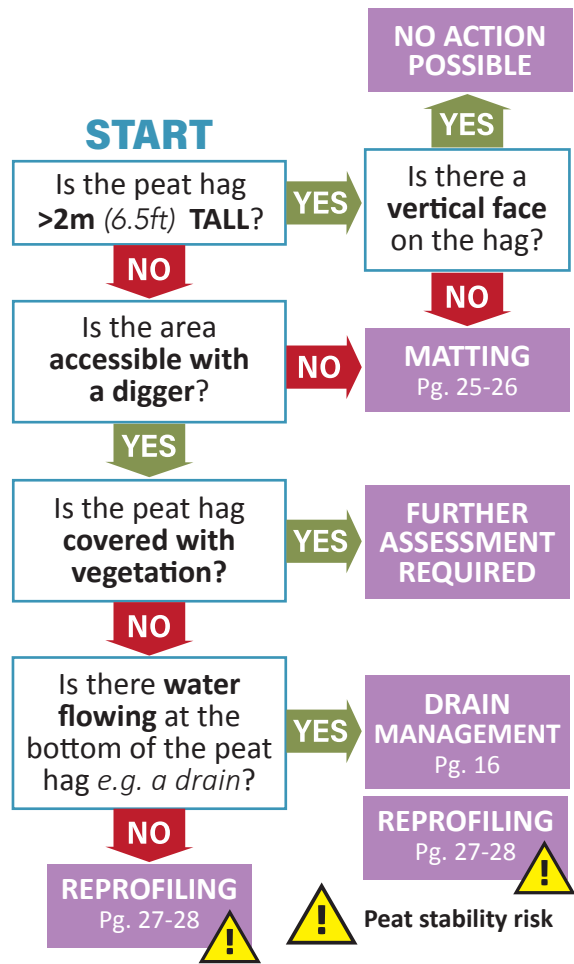 START
Is the peat hag
>2m (6.5ft) TALL?
YES
Is there a
vertical face
on the hag?
YES
NO ACTION
POSSIBLE
NO
MATTING
Pg. 25-26
NO
Is the area
accessible with
a digger?
NO
YES
Is the peat hag
covered with
vegetation?
YES
FURTHER
ASSESSMENT
REQUIRED
NO
Is there water
flowing at the
bottom of the peat
hag e.g. a drain?
YES
DRAIN
MANAGEMENT
Pg. 16
REPROFILING
Pg. 27-28
!
NO
REPROFILING
Pg. 27-28
!
! Peat stability risk